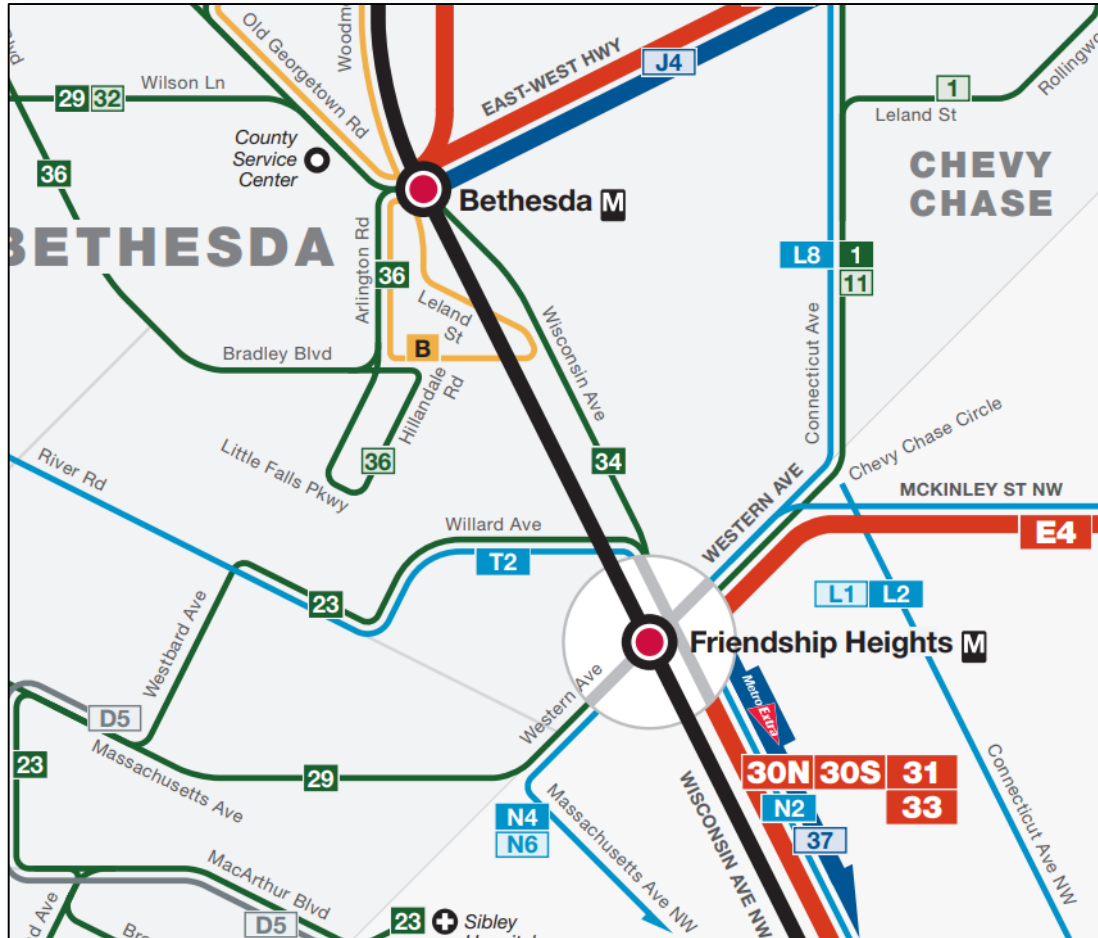 Blvd
Old Georgetown Rd
EAST-WEST HWY
J4
29 32
Wilson Ln
1
Leland St
County
Service
Center
CHEVY
CHASE
36
Bethesda M
BETHESDA
Arlington Rd
36
Leland
St
L8 1
11
Wisconsin Ave
Connecticut Ave
B
Bradley Blvd
Hillandale
Rd
Chevy Chase Circle
River Rd
Little Falls Pkwy
36
34
WESTERN AVE
MCKINLEY ST NW
Willard Ave
E4
T2
23
L1 L2
Westbard Ave
Friendship Heights M
Western Ave
Metro Extra
D5
23
Massachusetts Ave
29
30N 30S 31
33
N2
37
WISCONSIN AVE NW
Connecticut Ave NW
N4
N6
Massachusetts Ave NW
MacArthur Blvd
D5
23
Sibley